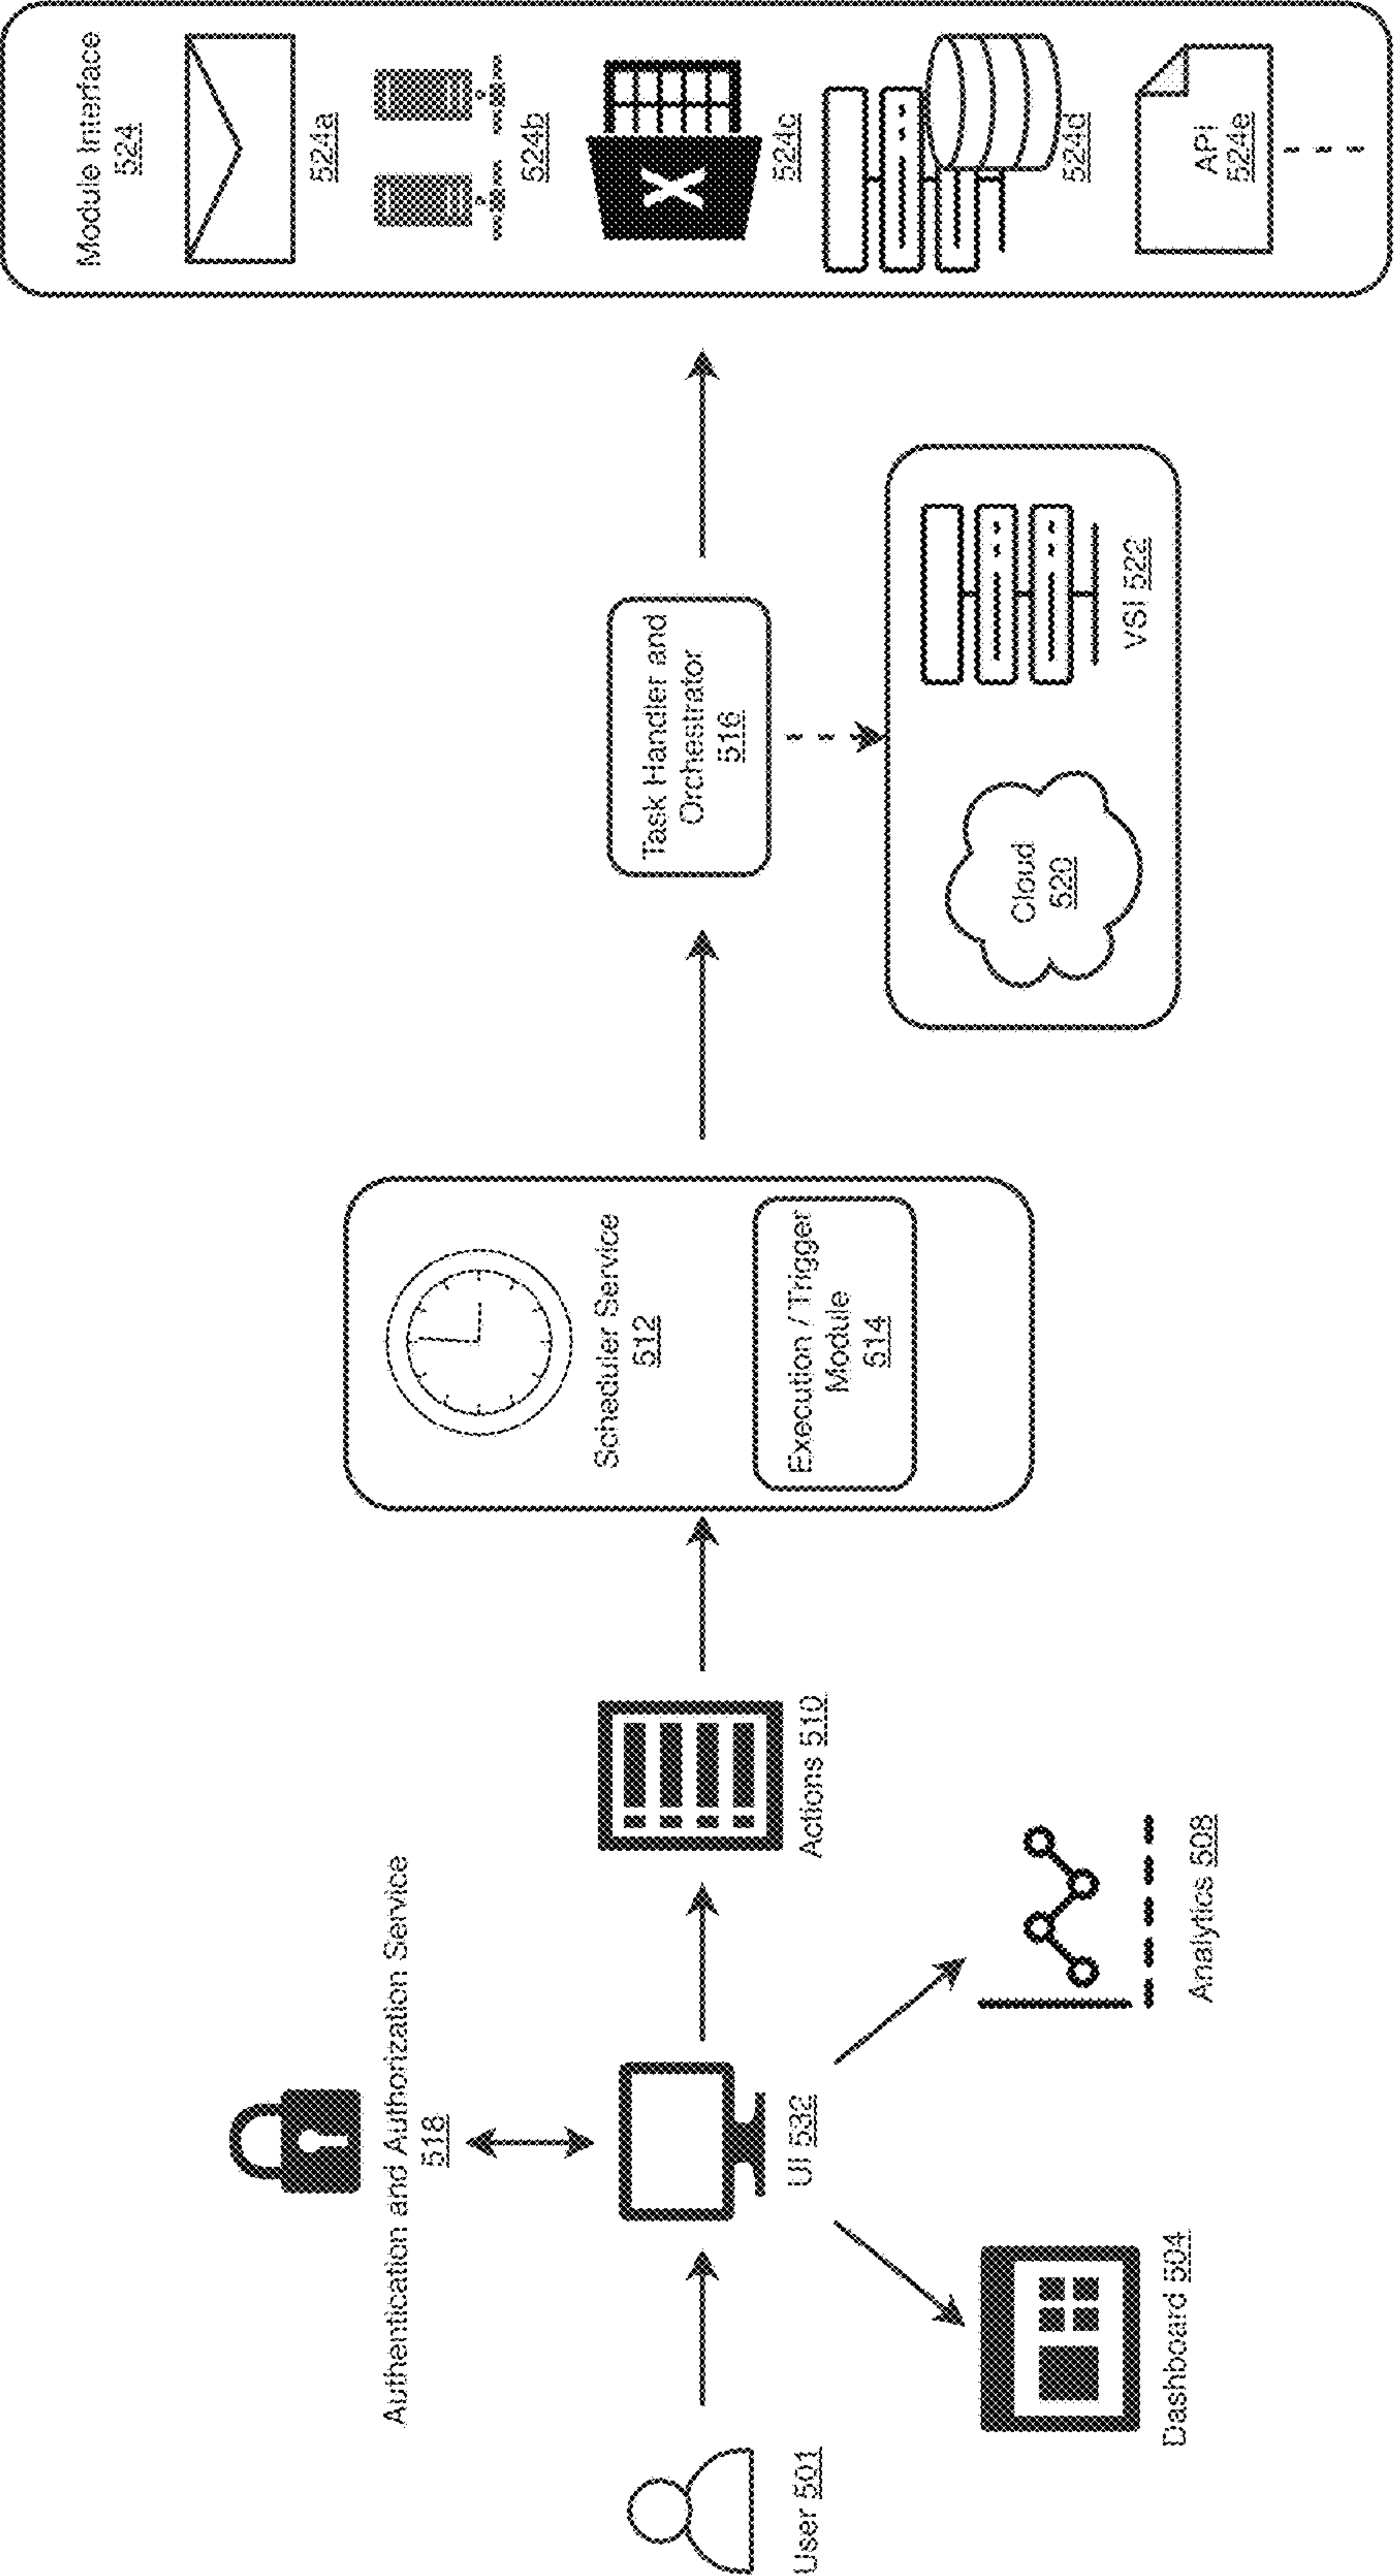 User 501
Authentication and Authorization Service
518
UI 532
Dashboard 504
Analytics 508
Actions 510
Scheduler Service
512
Execution / Trigger
Module
514
Task Handler and
Orchestrator
516
Cloud
520
VSI 522
Module Interface
524
524a
524b
X
524c
524d
API
524e